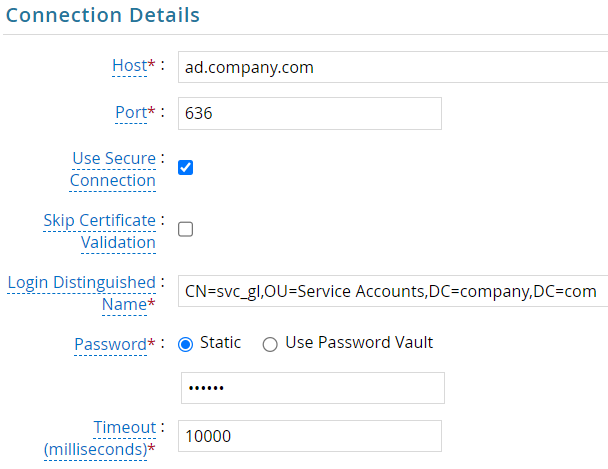 Connection Details
Host* : ad.company.com
Port* : 636
Use Secure :
Connection
Skip Certificate :
Validation
Login Distinguished :
Name* CN=svc_gl,OU=Service Accounts,DC=company,DC=com
Password* : Static Use Password Vault
••••••
Timeout :
(milliseconds)* 10000